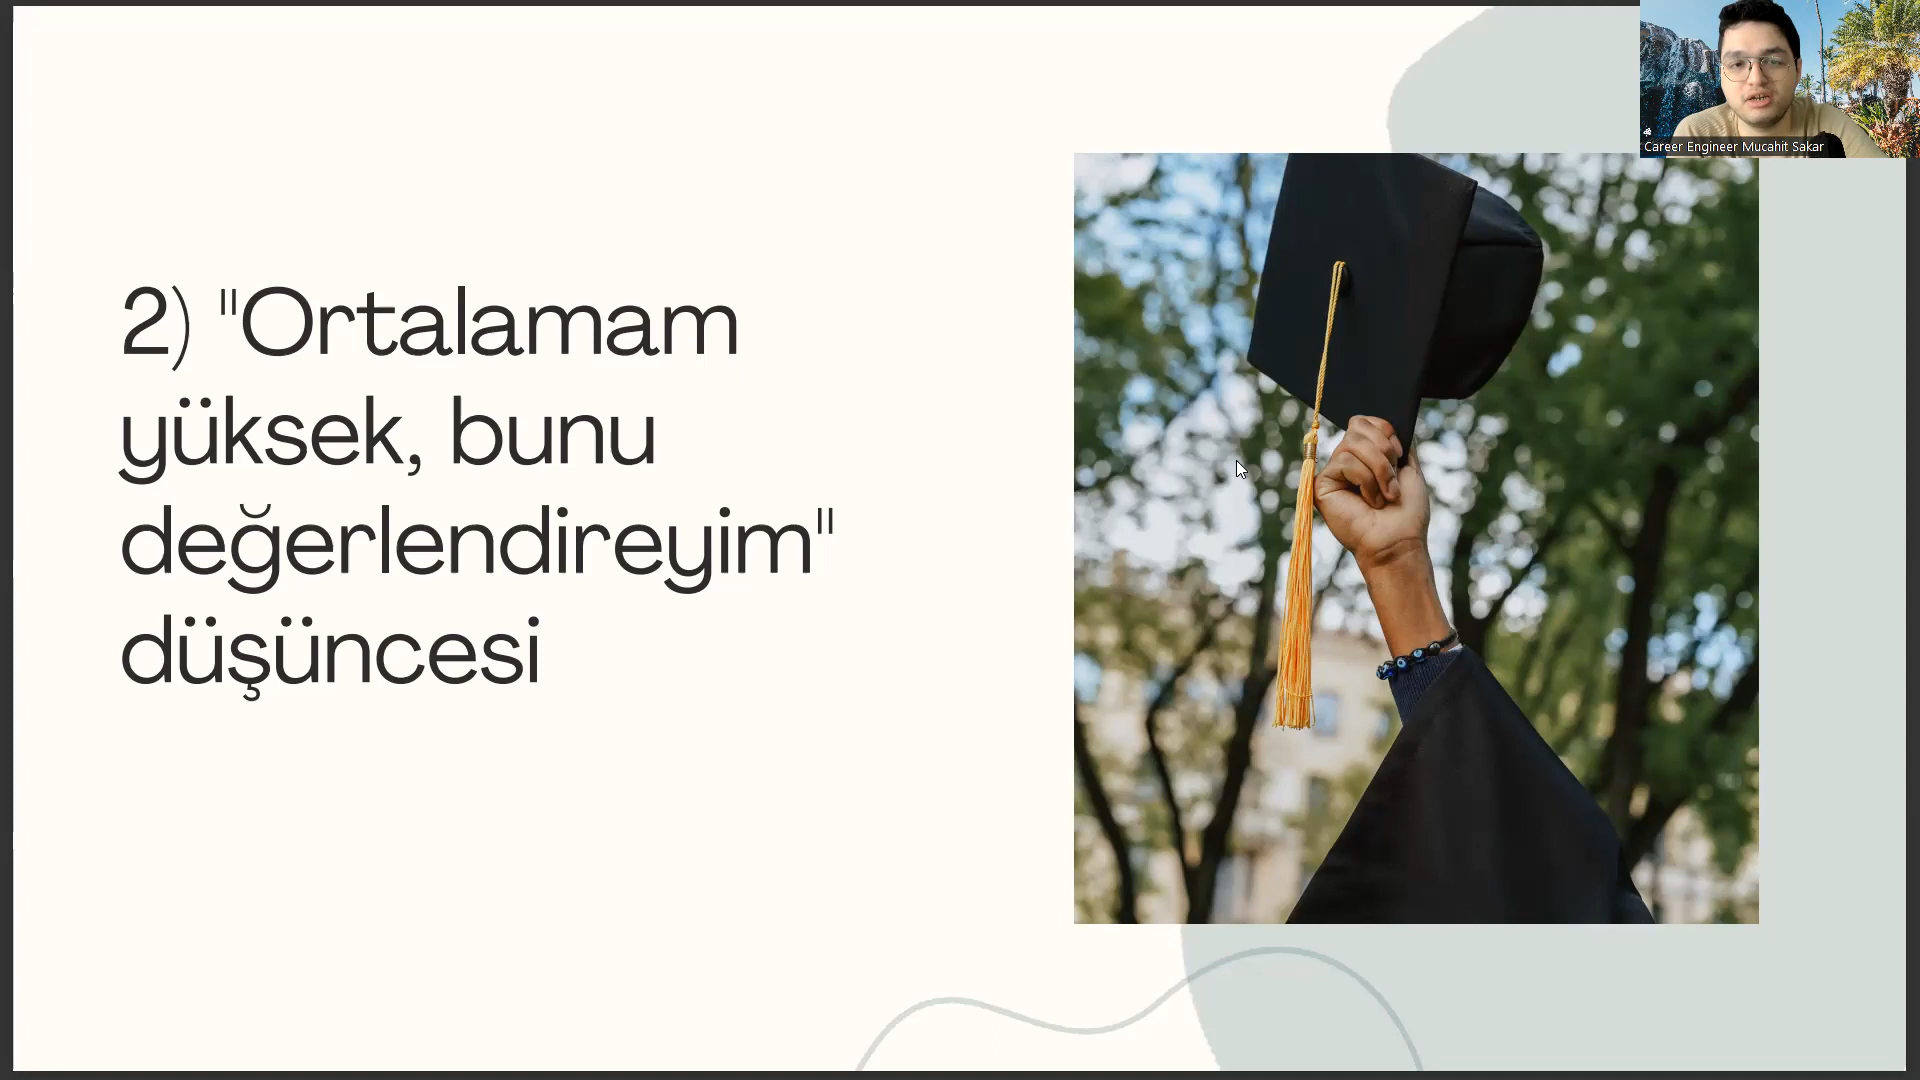 2) "Ortalamam
yüksek, bunu
değerlendireyim"
düşüncesi
Career Engineer Mucahit Sakar